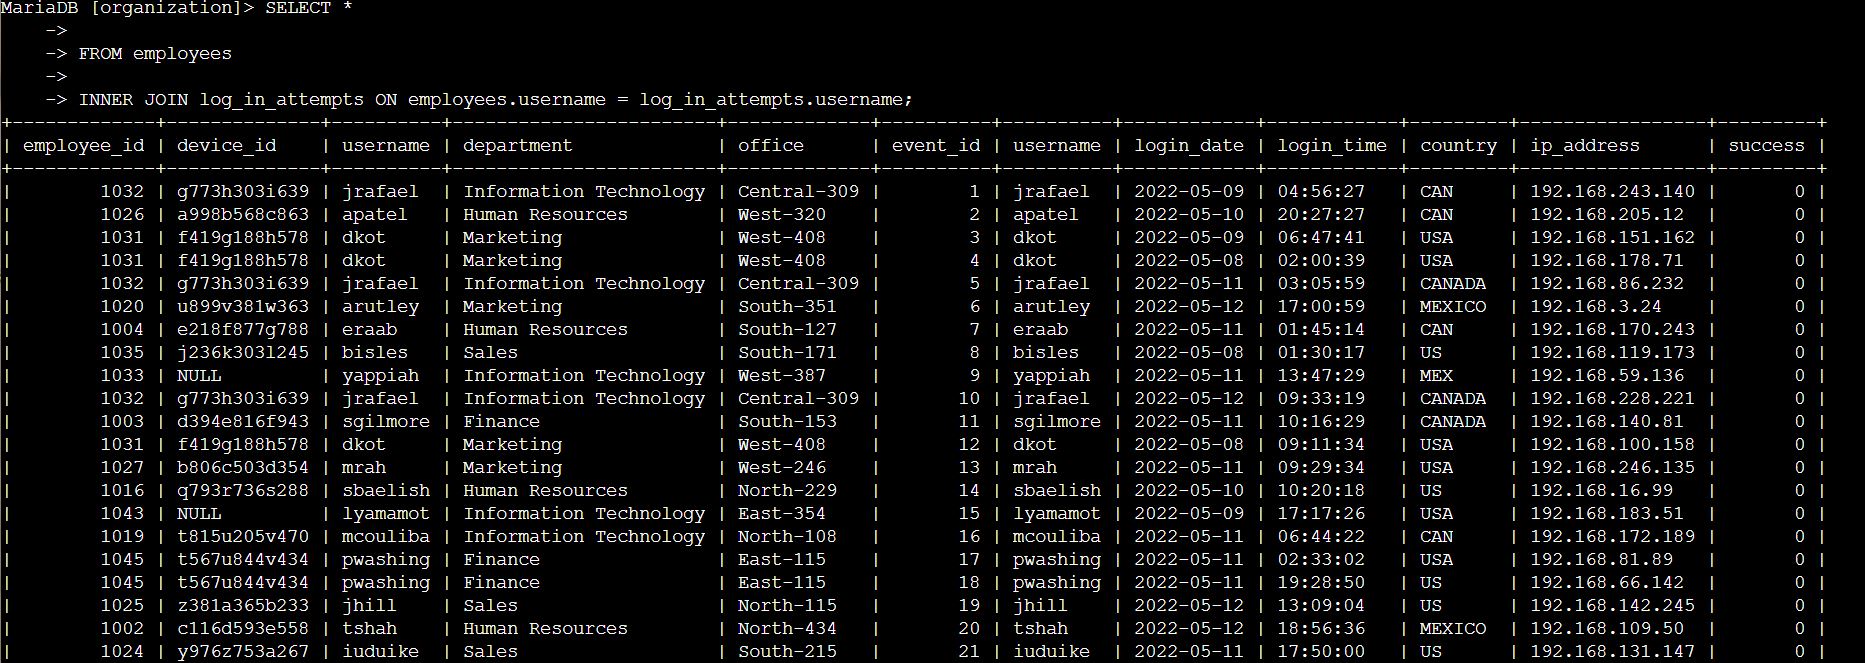 MariaDB [organization]> SELECT *
    ->
    -> FROM employees
    ->
    -> INNER JOIN log_in_attempts ON employees.username = log_in_attempts.username;
+-------------+--------------+----------+------------------------+-------------+----------+----------+------------+------------+---------+-----------------+---------+
| employee_id | device_id    | username | department             | office      | event_id | username | login_date | login_time | country | ip_address      | success |
+-------------+--------------+----------+------------------------+-------------+----------+----------+------------+------------+---------+-----------------+---------+
|        1032 | g773h303i639 | jrafael  | Information Technology | Central-309 |        1 | jrafael  | 2022-05-09 | 04:56:27   | CAN     | 192.168.243.140 |       0 |
|        1026 | a998b568c863 | apatel   | Human Resources        | West-320    |        2 | apatel   | 2022-05-10 | 20:27:27   | CAN     | 192.168.205.12  |       0 |
|        1031 | f419g188h578 | dkot     | Marketing              | West-408    |        3 | dkot     | 2022-05-09 | 06:47:41   | USA     | 192.168.151.162 |       0 |
|        1031 | f419g188h578 | dkot     | Marketing              | West-408    |        4 | dkot     | 2022-05-08 | 02:00:39   | USA     | 192.168.178.71  |       0 |
|        1032 | g773h303i639 | jrafael  | Information Technology | Central-309 |        5 | jrafael  | 2022-05-11 | 03:05:59   | CANADA  | 192.168.86.232  |       0 |
|        1020 | u899v381w363 | arutley  | Marketing              | South-351   |        6 | arutley  | 2022-05-12 | 17:00:59   | MEXICO  | 192.168.3.24    |       0 |
|        1004 | e218f877g788 | eraab    | Human Resources        | South-127   |        7 | eraab    | 2022-05-11 | 01:45:14   | CAN     | 192.168.170.243 |       0 |
|        1035 | j236k303l245 | bisles   | Sales                  | South-171   |        8 | bisles   | 2022-05-08 | 01:30:17   | US      | 192.168.119.173 |       0 |
|        1033 | NULL         | yappiah  | Information Technology | West-387    |        9 | yappiah  | 2022-05-11 | 13:47:29   | MEX     | 192.168.59.136  |       0 |
|        1032 | g773h303i639 | jrafael  | Information Technology | Central-309 |       10 | jrafael  | 2022-05-12 | 09:33:19   | CANADA  | 192.168.228.221 |       0 |
|        1003 | d394e816f943 | sgilmore | Finance                | South-153   |       11 | sgilmore | 2022-05-11 | 10:16:29   | CANADA  | 192.168.140.81  |       0 |
|        1031 | f419g188h578 | dkot     | Marketing              | West-408    |       12 | dkot     | 2022-05-08 | 09:11:34   | USA     | 192.168.100.158 |       0 |
|        1027 | b806c503d354 | mrah     | Marketing              | West-246    |       13 | mrah     | 2022-05-11 | 09:29:34   | USA     | 192.168.246.135 |       0 |
|        1016 | q793r736s288 | sbaelish | Human Resources        | North-229   |       14 | sbaelish | 2022-05-10 | 10:20:18   | US      | 192.168.16.99   |       0 |
|        1043 | NULL         | lyamamot | Information Technology | East-354    |       15 | lyamamot | 2022-05-09 | 17:17:26   | USA     | 192.168.183.51  |       0 |
|        1019 | t815u205v470 | mcouliba | Information Technology | North-108   |       16 | mcouliba | 2022-05-11 | 06:44:22   | CAN     | 192.168.172.189 |       0 |
|        1045 | t567u844v434 | pwashing | Finance                | East-115    |       17 | pwashing | 2022-05-11 | 02:33:02   | USA     | 192.168.81.89   |       0 |
|        1045 | t567u844v434 | pwashing | Finance                | East-115    |       18 | pwashing | 2022-05-11 | 19:28:50   | US      | 192.168.66.142  |       0 |
|        1025 | z381a365b233 | jhill    | Sales                  | North-115   |       19 | jhill    | 2022-05-12 | 13:09:04   | US      | 192.168.142.245 |       0 |
|        1002 | c116d593e558 | tshah    | Human Resources        | North-434   |       20 | tshah    | 2022-05-12 | 18:56:36   | MEXICO  | 192.168.109.50  |       0 |
|        1024 | y976z753a267 | iuduike  | Sales                  | South-215   |       21 | iuduike  | 2022-05-11 | 17:50:00   | US      | 192.168.131.147 |       0 |